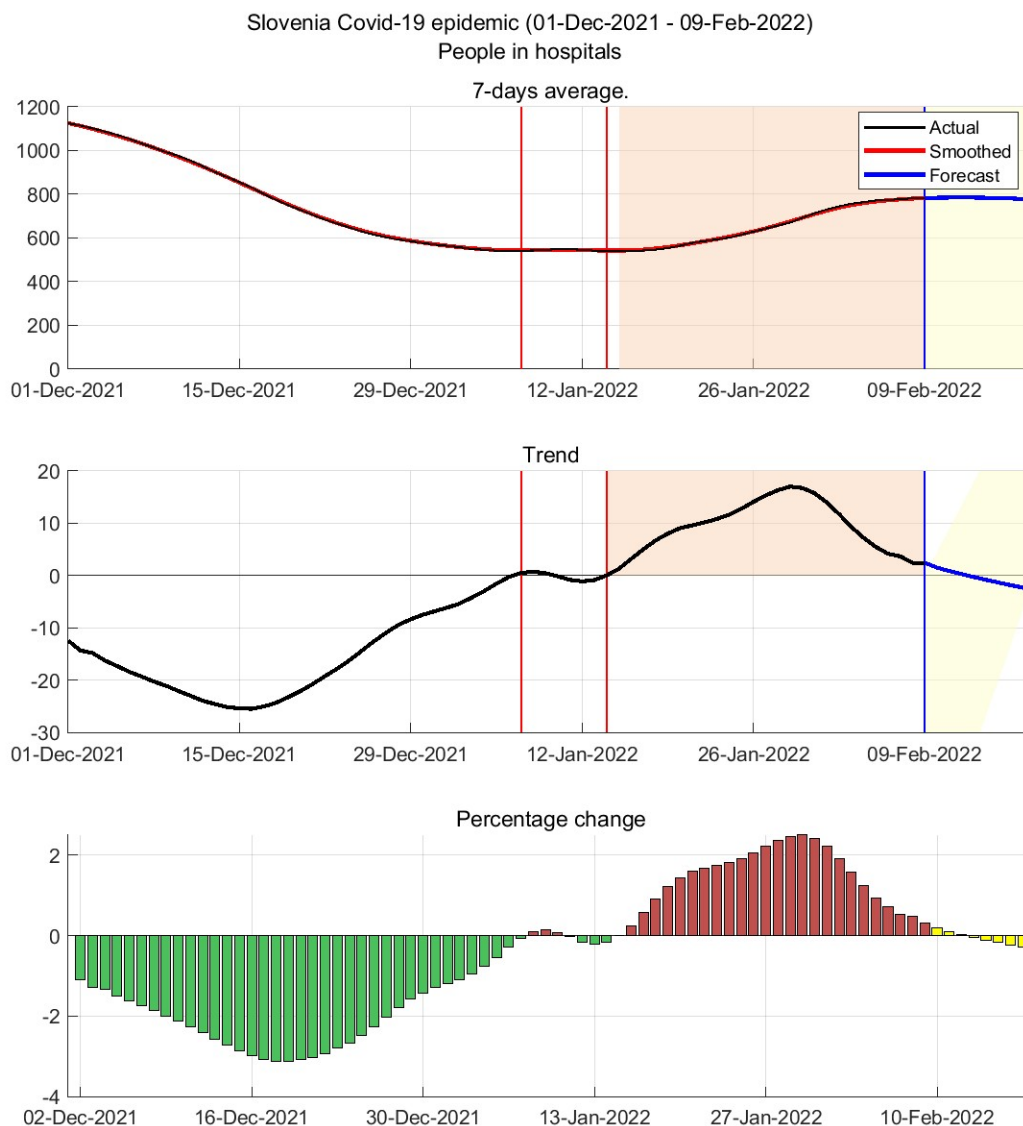 Slovenia Covid-19 epidemic (01-Dec-2021 - 09-Feb-2022)
People in hospitals
7-days average.
1200
1000
800
600
400
200
0
Actual
Smoothed
Forecast
01-Dec-2021 15-Dec-2021 29-Dec-2021 12-Jan-2022 26-Jan-2022 09-Feb-2022
Trend
20
10
0
-10
-20
-30
01-Dec-2021 15-Dec-2021 29-Dec-2021 12-Jan-2022 26-Jan-2022 09-Feb-2022
Percentage change
2
0
-2
-4
02-Dec-2021 16-Dec-2021 30-Dec-2021 13-Jan-2022 27-Jan-2022 10-Feb-2022